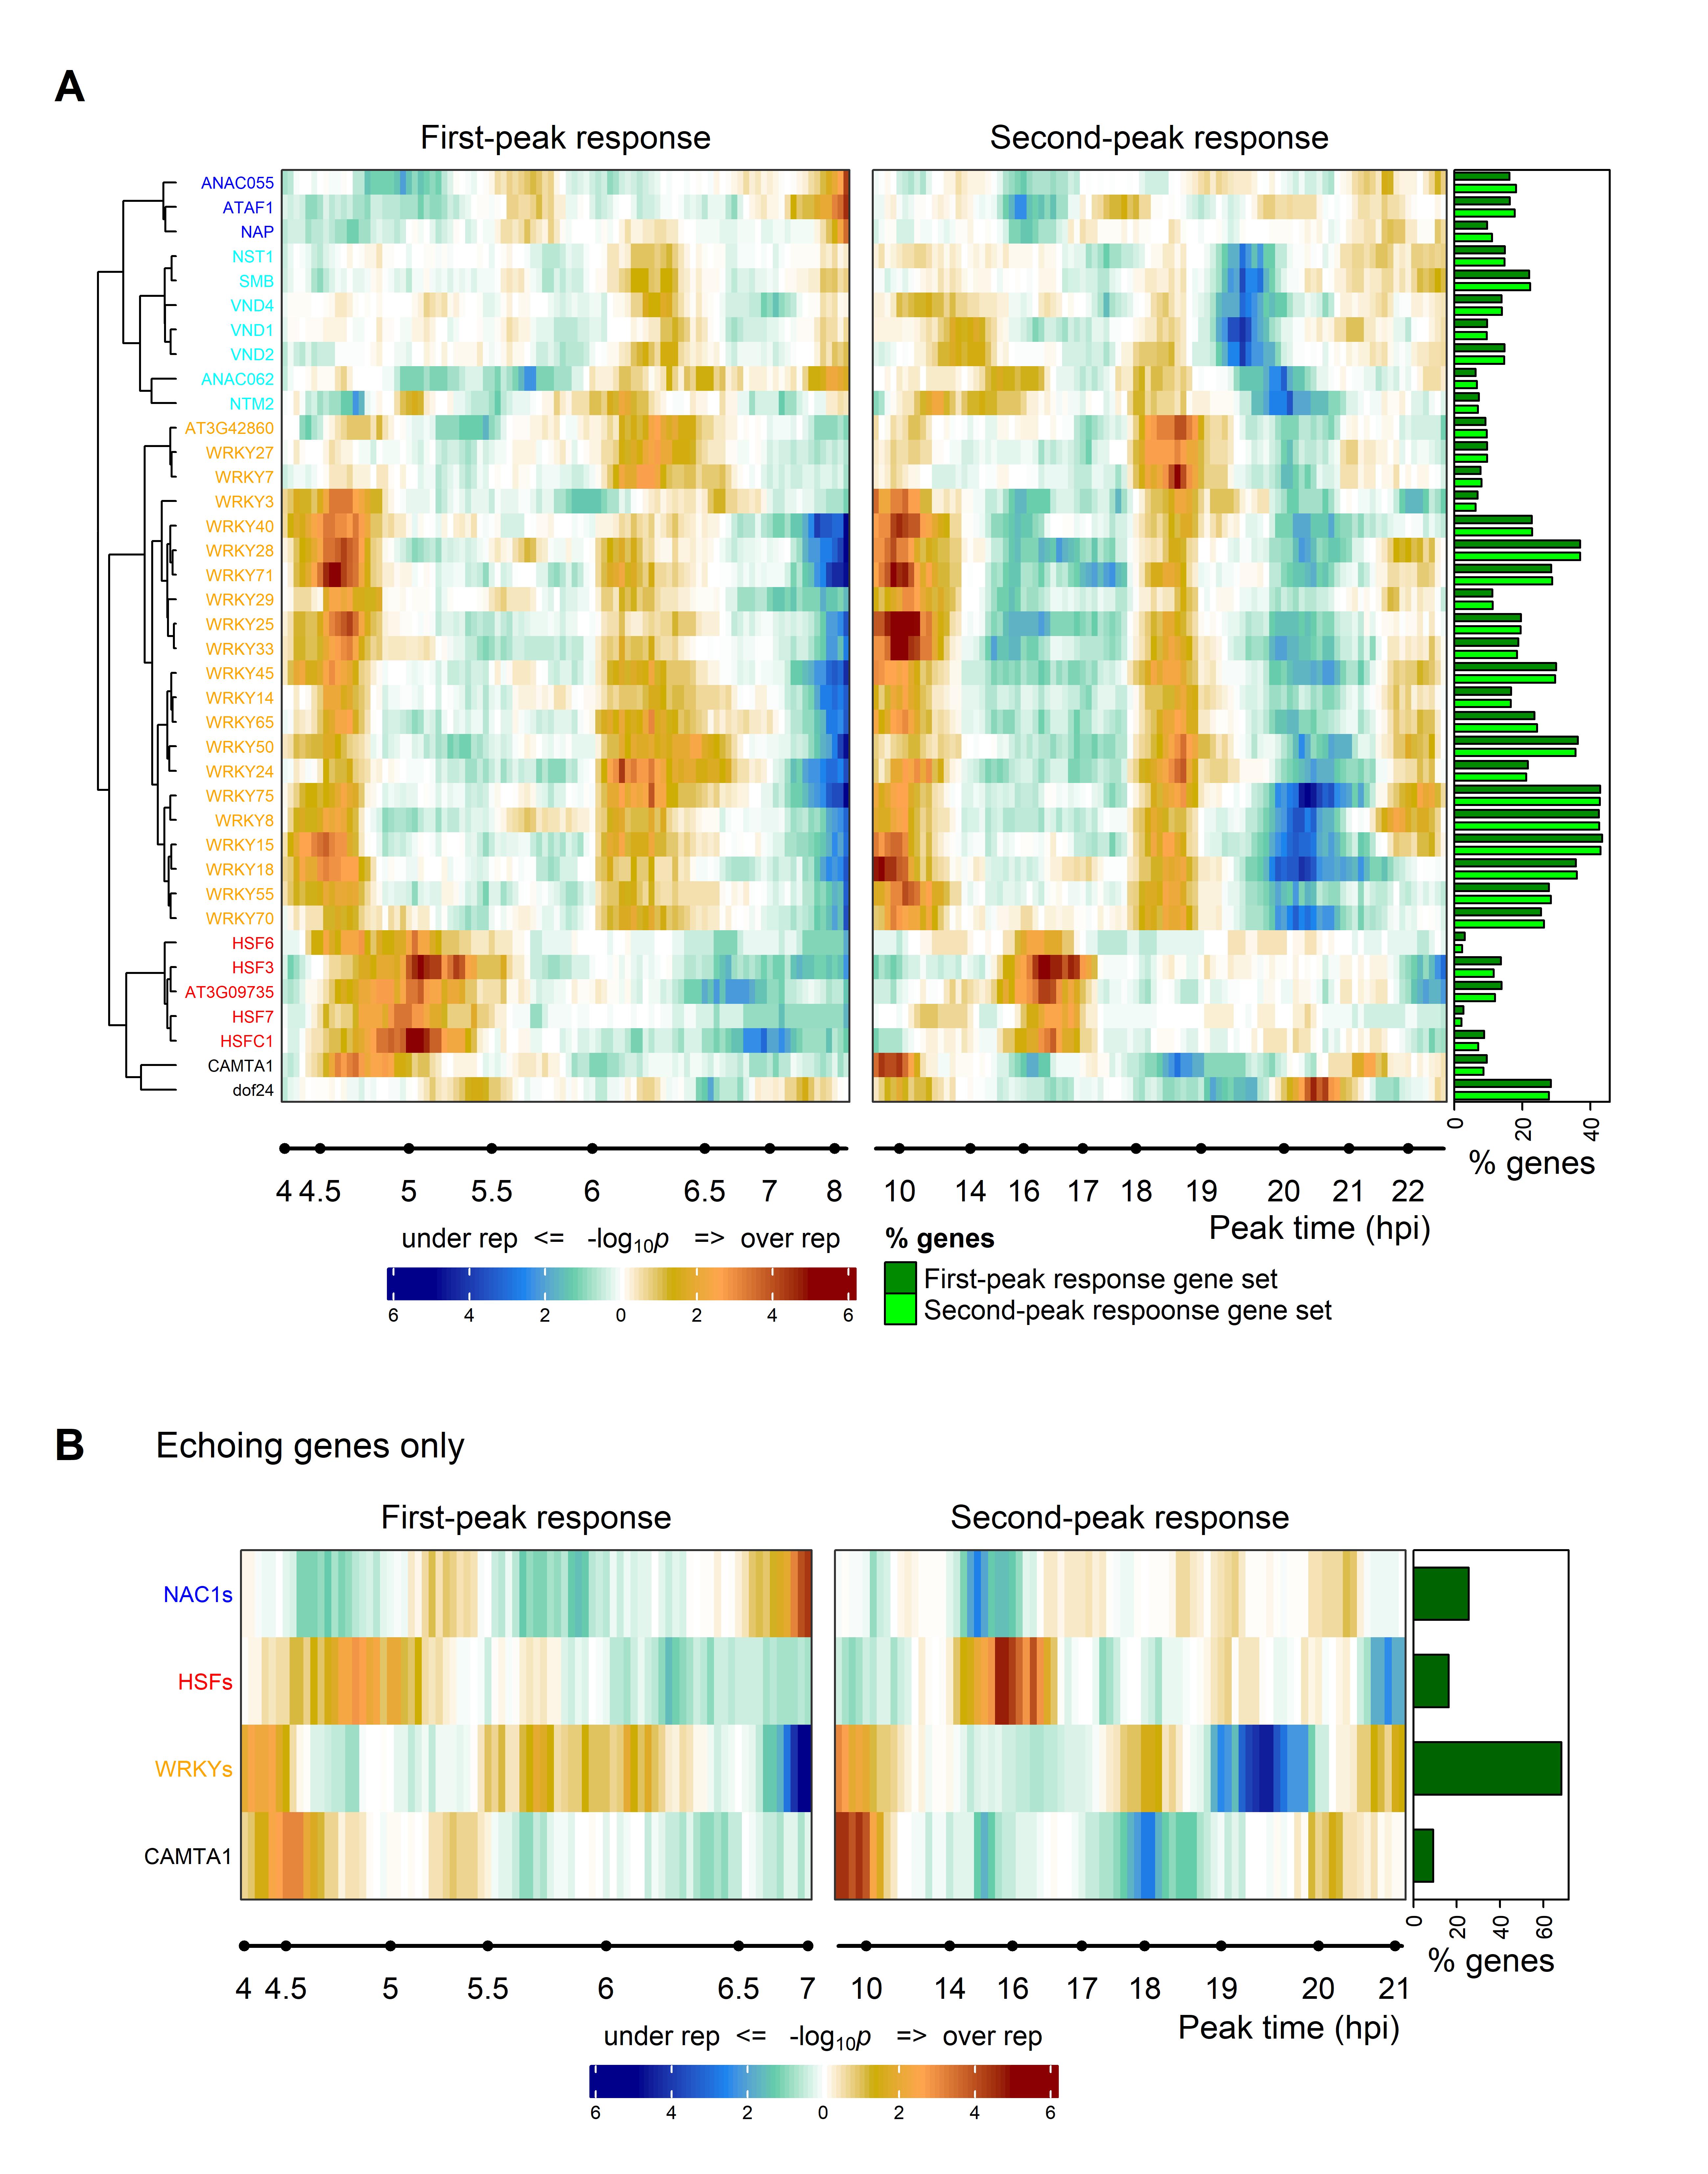 A
First-peak response Second-peak response
ANAC055
ATAF1
NAP
NST1
SMB
VND4
VND1
VND2
ANAC062
NTM2
AT3G42860
WRKY27
WRKY7
WRKY3
WRKY40
WRKY28
WRKY71
WRKY29
WRKY25
WRKY33
WRKY45
WRKY14
WRKY65
WRKY50
WRKY24
WRKY75
WRKY8
WRKY15
WRKY18
WRKY55
WRKY70
HSF6
HSF3
AT3G09735
HSF7
HSFC1
CAMTA1
dof24
0 20 40
% genes
4 4.5 5 5.5 6 6.5 7 8 10 14 16 17 18 19 20 21 22
Peak time (hpi)
under rep <= -log10p => over rep
6 4 2 0 2 4 6
% genes
First-peak response gene set
Second-peak respoonse gene set
B Echoing genes only
First-peak response Second-peak response
NAC1s
HSFs
WRKYs
CAMTA1
0 20 40 60
% genes
4 4.5 5 5.5 6 6.5 7 10 14 16 17 18 19 20 21
Peak time (hpi)
under rep <= -log10p => over rep
6 4 2 0 2 4 6